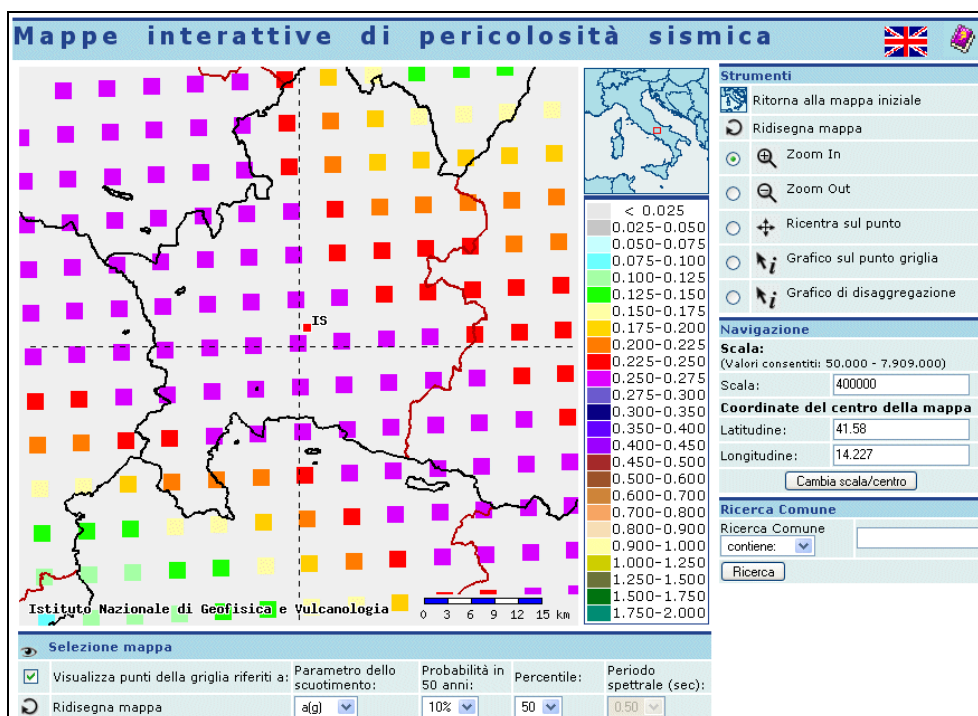 Mappe interattive di pericolosità sismica
IS
Istituto Nazionale di Geofisica e Vulcanologia
0 3 6 9 12 15 km
< 0.025
0.025-0.050
0.050-0.075
0.075-0.100
0.100-0.125
0.125-0.150
0.150-0.175
0.175-0.200
0.200-0.225
0.225-0.250
0.250-0.275
0.275-0.300
0.300-0.350
0.350-0.400
0.400-0.450
0.450-0.500
0.500-0.600
0.600-0.700
0.700-0.800
0.800-0.900
0.900-1.000
1.000-1.250
1.250-1.500
1.500-1.750
1.750-2.000
Strumenti
Ritorna alla mappa iniziale
Ridisegna mappa
Zoom In
Zoom Out
Ricentra sul punto
Grafico sul punto griglia
Grafico di disaggregazione
Navigazione
Scala:
(Valori consentiti: 50.000 - 7.909.000)
Scala: 400000
Coordinate del centro della mappa
Latitudine: 41.58
Longitudine: 14.227
Cambia scala/centro
Ricerca Comune
Ricerca Comune
contiene:
Ricerca
Selezione mappa
Visualizza punti della griglia riferiti a:
Parametro dello scuotimento:
Probabilità in 50 anni:
Percentile:
Periodo spettrale (sec):
Ridisegna mappa
a(g)
10%
50
0.50